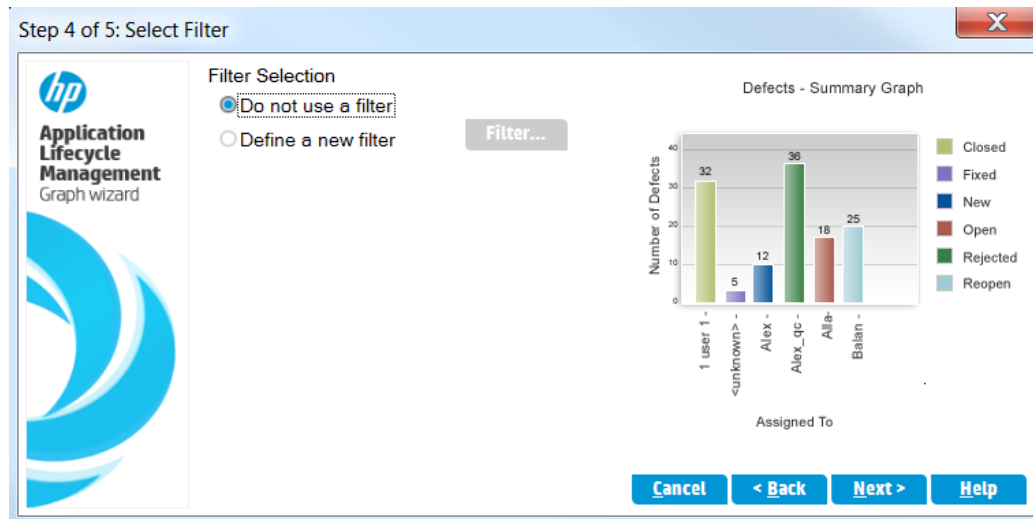 Step 4 of 5: Select Filter
X
hp
Application
Lifecycle
Management
Graph wizard
Filter Selection
Do not use a filter
Define a new filter
Filter...
Defects - Summary Graph
Number of Defects
40
30
20
10
0
32
5
12
36
18
25
1 user 1 -
<unknown> -
Alex -
Alex_qc -
Alla-
Balan -
Assigned To
Closed
Fixed
New
Open
Rejected
Reopen
Cancel
< Back
Next >
Help